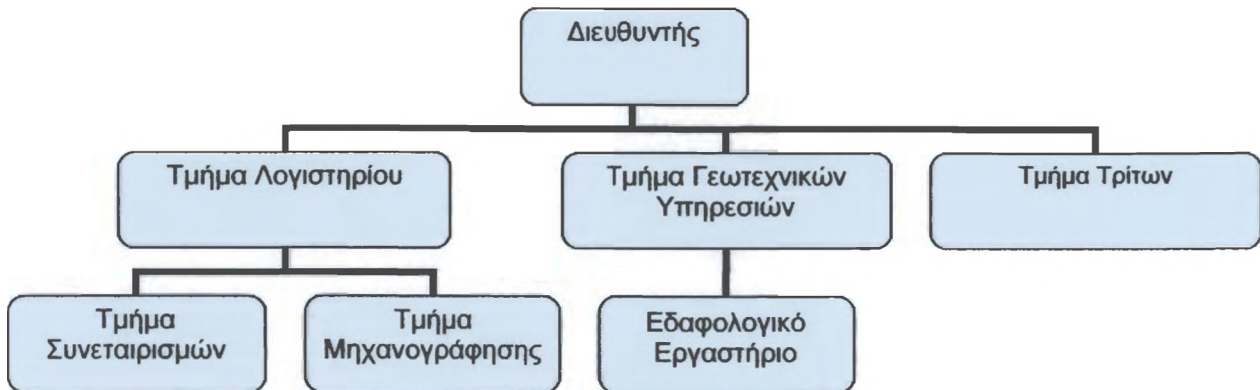 Διευθυντής
Τμήμα Λογιστηρίου
Τμήμα Γεωτεχνικών
Υπηρεσιών
Τμήμα Τρίτων
Τμήμα
Συνεταιρισμών
Τμήμα
Μηχανογράφησης
Εδαφολογικό
Εργαστήριο